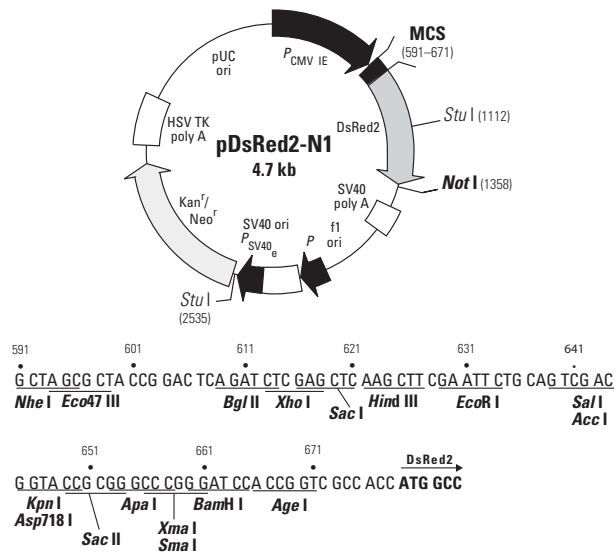 pUC
ori
P CMV IE
MCS
(591–671)
HSV TK
poly A
DsRed2
Stu I (1112)
pDsRed2-N1
4.7 kb
Not I (1358)
SV40
poly A
Kanr/
Neor
SV40 ori
P SV40e
P
f1
ori
Stu I
(2535)
591 601 611 621 631 641
G CTA GCG CTA CCG GAC TCA GAT CTC GAG CTC AAG CTT CGA ATT CTG CAG TCG AC
Nhe I Eco47 III Bgl II Xho I Sac I Hind III EcoR I Sal I
Acc I
651 661 671 DsRed2
G GTA CCG CGG GCC CGG GAT CCA CCG GTC GCC ACC ATG GCC
Kpn I Apa I BamH I Age I
Asp718 I Sac II Xma I
Sma I